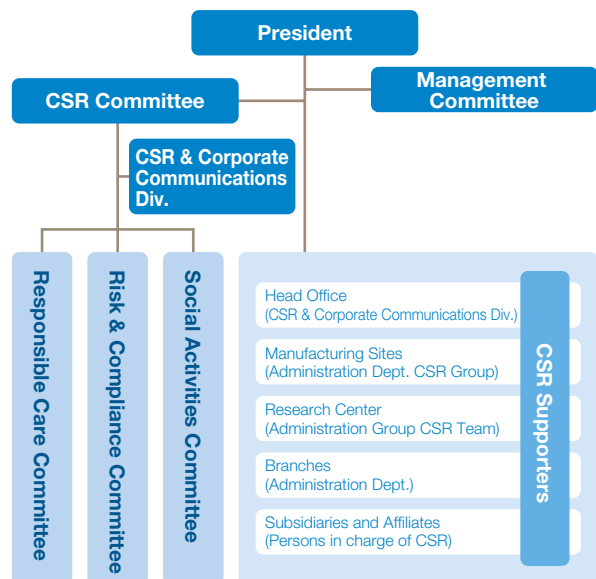 President
CSR Committee
Management
Committee
CSR & Corporate
Communications
Div.
Responsible Care Committee
Risk & Compliance Committee
Social Activities Committee
Head Office
(CSR & Corporate Communications Div.)
Manufacturing Sites
(Administration Dept. CSR Group)
Research Center
(Administration Group CSR Team)
Branches
(Administration Dept.)
Subsidiaries and Affiliates
(Persons in charge of CSR)
CSR Supporters